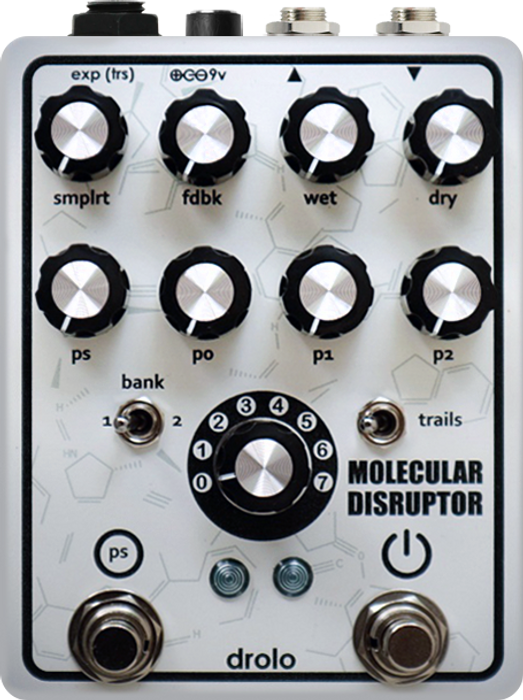 exp (trs) 9v ▲ ▼
smplrt fdbk wet dry
ps po p1 p2
bank
1 2 trails
0 1 2 3 4 5 6 7
MOLECULAR
DISRUPTOR
ps
drolo